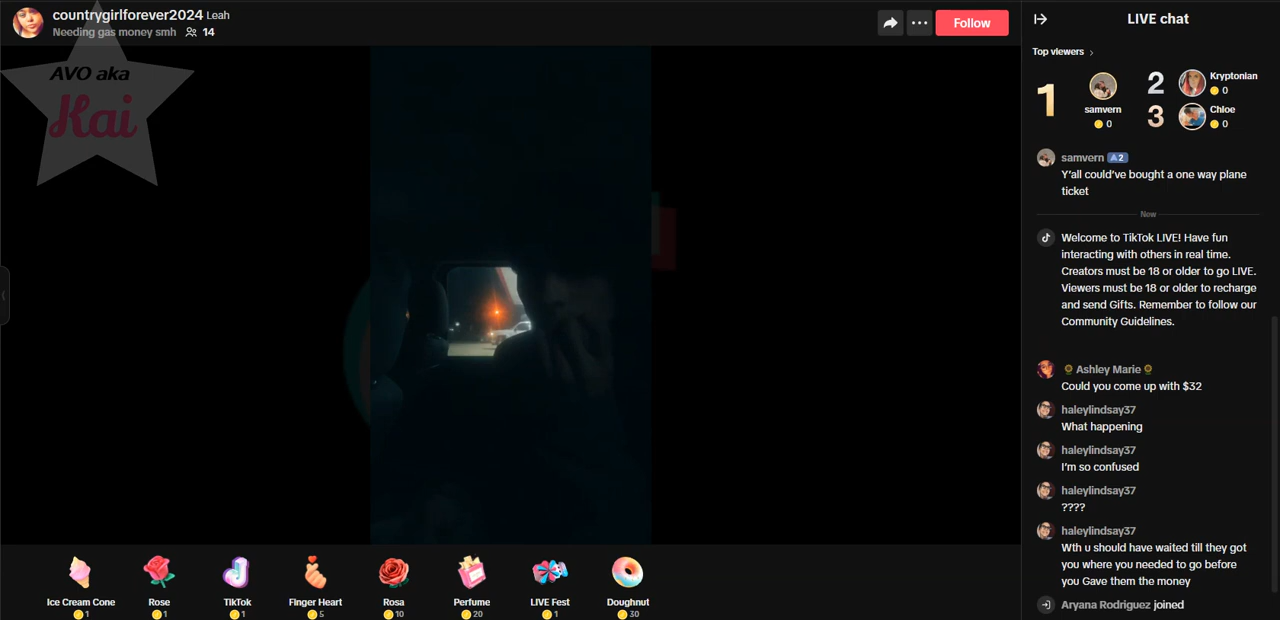 countrygirlforever2024 Leah
Needing gas money smh 14
Follow
AVO aka
Kai
LIVE chat
Top viewers
1
samvern
0
2
Kryptonian
0
3
Chloe
0
samvern 2
Y'all could've bought a one way plane
ticket
New
Welcome to TikTok LIVE! Have fun
interacting with others in real time.
Creators must be 18 or older to go LIVE.
Viewers must be 18 or older to recharge
and send Gifts. Remember to follow our
Community Guidelines.
Ashley Marie
Could you come up with $32
haleylindsay37
What happening
haleylindsay37
I'm so confused
haleylindsay37
????
haleylindsay37
Wth u should have waited till they got
you where you needed to go before
you Gave them the money
Aryana Rodriguez joined
Ice Cream Cone
1
Rose
1
TikTok
1
Finger Heart
5
Rosa
10
Perfume
20
LIVE Fest
1
Doughnut
30